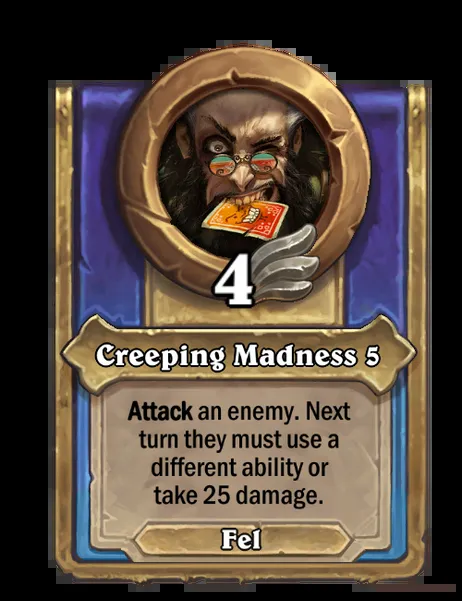 4
Creeping Madness 5
Attack an enemy. Next
turn they must use a
different ability or
take 25 damage.
Fel